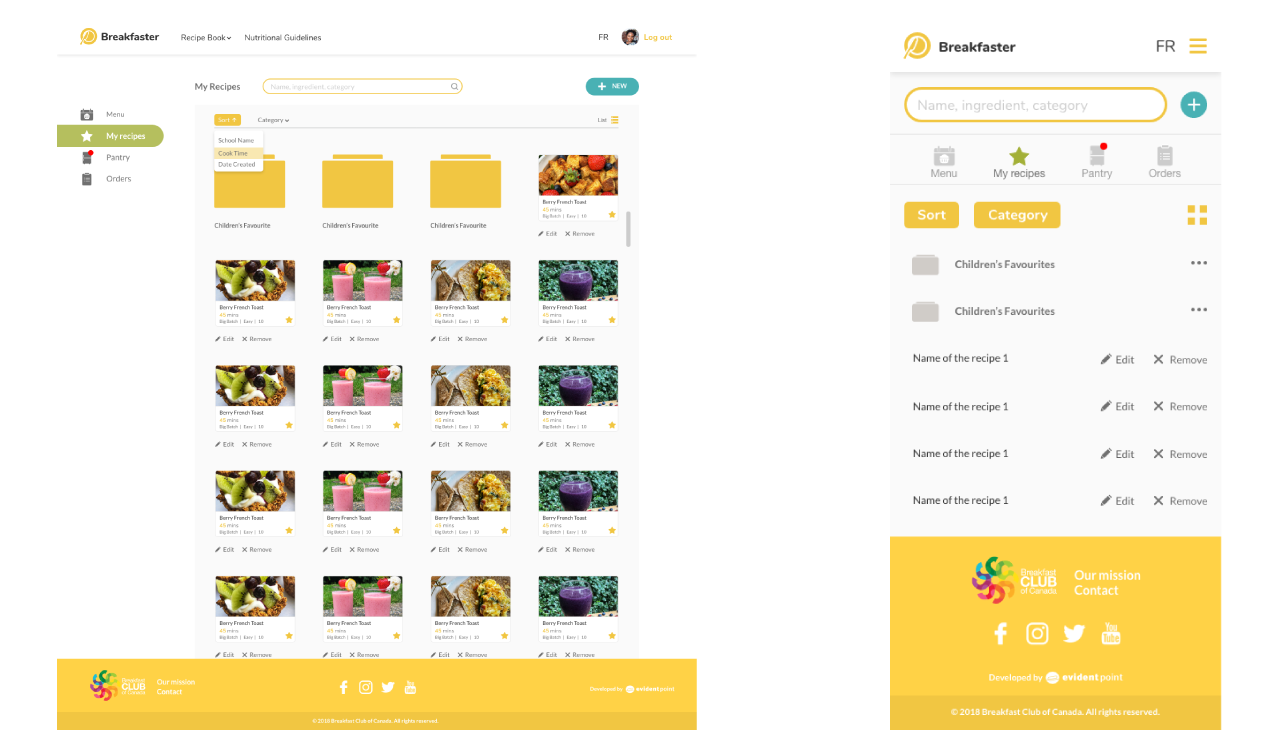 Breakfaster
Recipe Book
Nutritional Guidelines
FR
Log out
My Recipes
Name, ingredient, category
+ NEW
Menu
My recipes
Pantry
Orders
Sort
Category
List
School Name
Cook Time
Date Created
Children's Favourite
Children's Favourite
Children's Favourite
Berry French Toast
45 mins
Big Batch | Easy | 10
Edit
Remove
Berry French Toast
45 mins
Big Batch | Easy | 10
Edit
Remove
Berry French Toast
45 mins
Big Batch | Easy | 10
Edit
Remove
Berry French Toast
45 mins
Big Batch | Easy | 10
Edit
Remove
Berry French Toast
45 mins
Big Batch | Easy | 10
Edit
Remove
Berry French Toast
45 mins
Big Batch | Easy | 10
Edit
Remove
Berry French Toast
45 mins
Big Batch | Easy | 10
Edit
Remove
Berry French Toast
45 mins
Big Batch | Easy | 10
Edit
Remove
Berry French Toast
45 mins
Big Batch | Easy | 10
Edit
Remove
Berry French Toast
45 mins
Big Batch | Easy | 10
Edit
Remove
Berry French Toast
45 mins
Big Batch | Easy | 10
Edit
Remove
Berry French Toast
45 mins
Big Batch | Easy | 10
Edit
Remove
Berry French Toast
45 mins
Big Batch | Easy | 10
Edit
Remove
Berry French Toast
45 mins
Big Batch | Easy | 10
Edit
Remove
Berry French Toast
45 mins
Big Batch | Easy | 10
Edit
Remove
Berry French Toast
45 mins
Big Batch | Easy | 10
Edit
Remove
Berry French Toast
45 mins
Big Batch | Easy | 10
Edit
Remove
Breakfast
CLUB
of Canada
Our mission
Contact
You
Tube
Developed by evident point
© 2018 Breakfast Club of Canada. All rights reserved.
Breakfaster
FR
Name, ingredient, category
+
Menu
My recipes
Pantry
Orders
Sort
Category
Children's Favourites
Children's Favourites
Name of the recipe 1
Edit
Remove
Name of the recipe 1
Edit
Remove
Name of the recipe 1
Edit
Remove
Name of the recipe 1
Edit
Remove
Breakfast
CLUB
of Canada
Our mission
Contact
You
Tube
Developed by evident point
© 2018 Breakfast Club of Canada. All rights reserved.